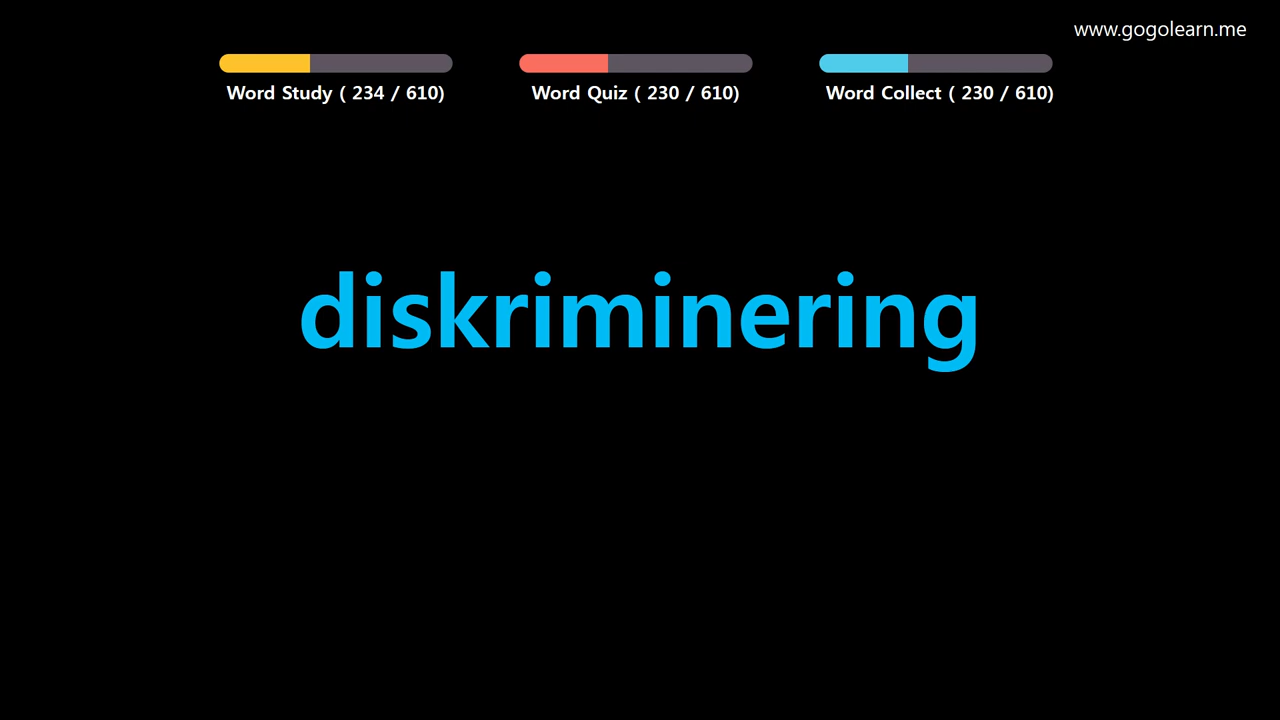 www.gogolearn.me
Word Study ( 234 / 610)
Word Quiz ( 230 / 610)
Word Collect ( 230 / 610)
diskriminering